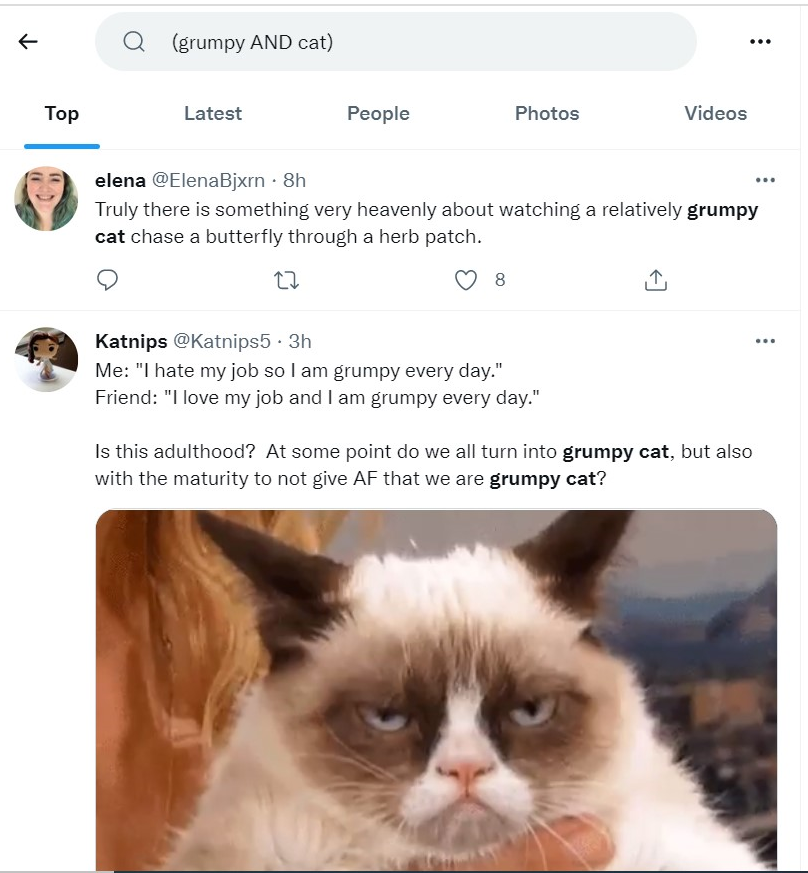 (grumpy AND cat)
Top Latest People Photos Videos
elena @ElenaBjxrn · 8h
Truly there is something very heavenly about watching a relatively grumpy
cat chase a butterfly through a herb patch.
8
Katnips @Katnips5 · 3h
Me: "I hate my job so I am grumpy every day."
Friend: "I love my job and I am grumpy every day."
Is this adulthood?  At some point do we all turn into grumpy cat, but also
with the maturity to not give AF that we are grumpy cat?